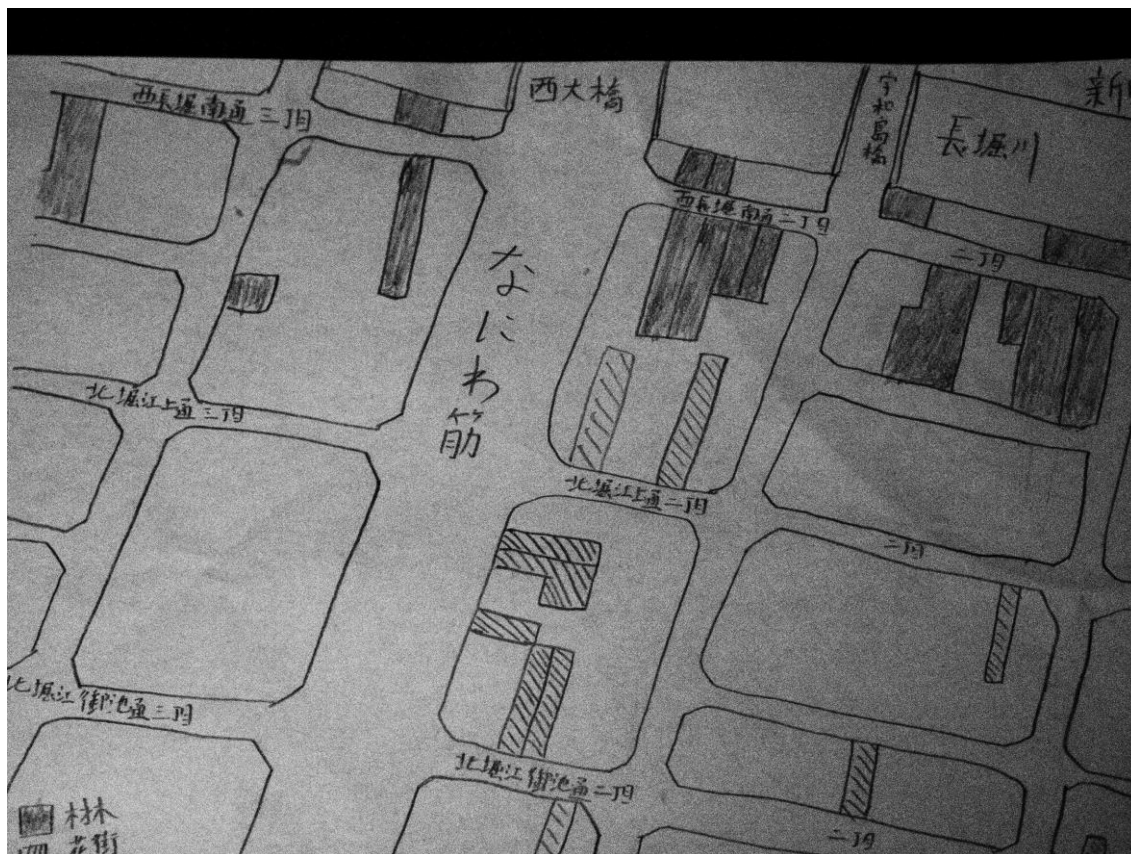 西大橋
宇和島橋
新
長堀川
西長堀南通三丁目
西長堀南通二丁目
二丁目
なにわ筋
北堀江上通三丁目
北堀江上通二丁目
二丁目
北堀江御池通三丁目
北堀江御池通二丁目
二丁目
花街